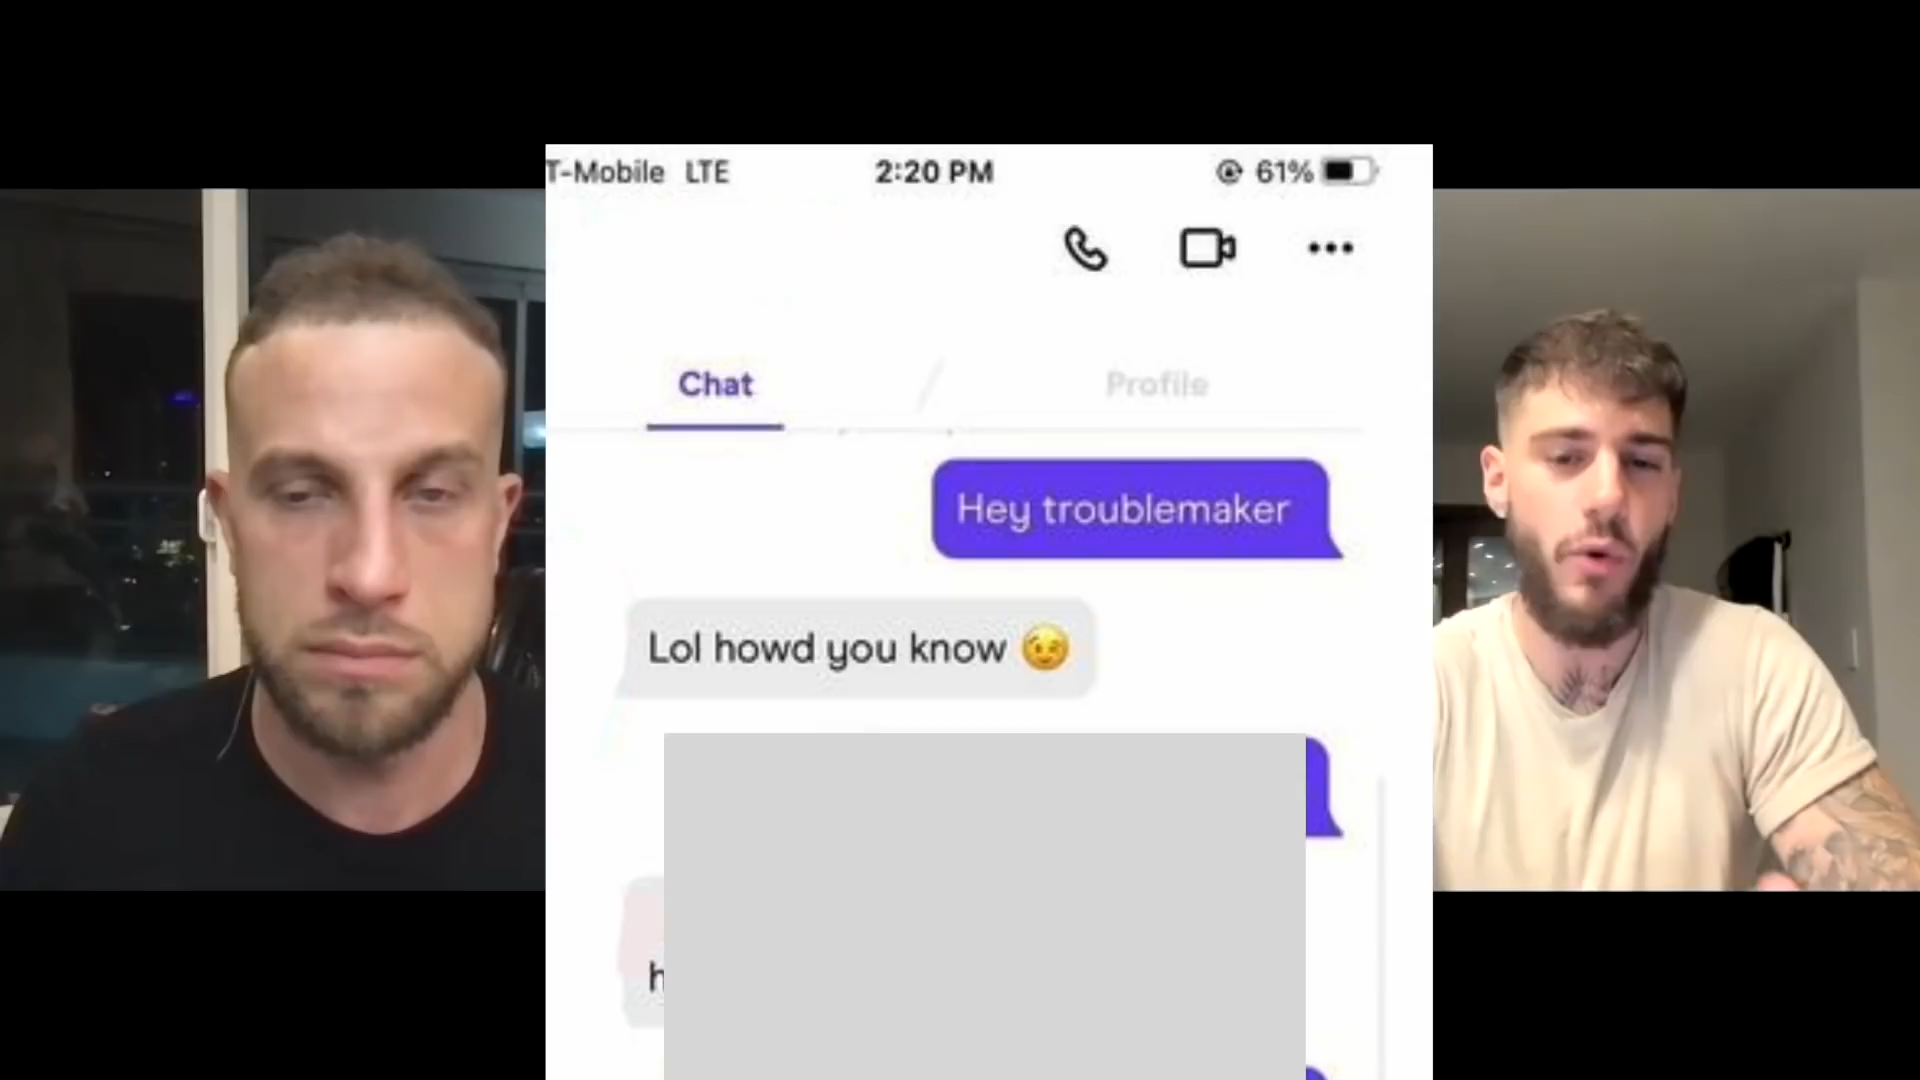 T-Mobile LTE 2:20 PM 61%
Chat Profile
Hey troublemaker
Lol howd you know 😉
h